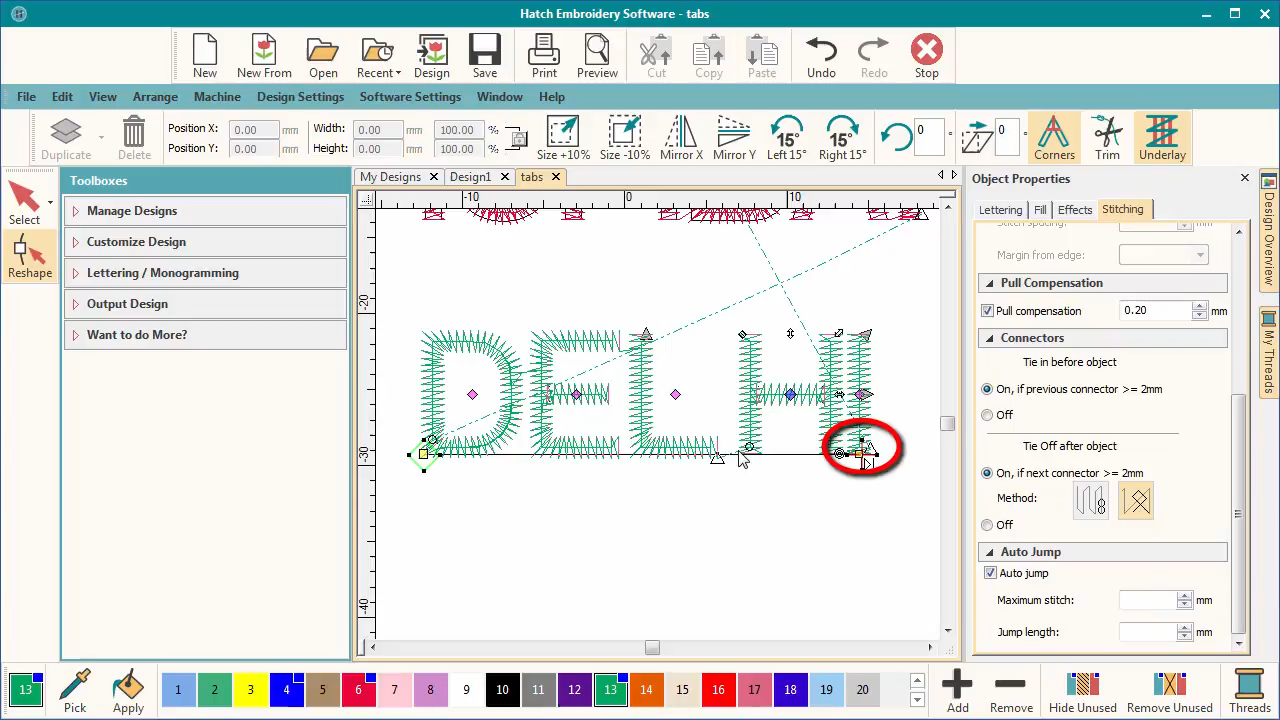 Hatch Embroidery Software - tabs
New
New From
Open
Recent
Design
Save
Print
Preview
Cut
Copy
Paste
Undo
Redo
Stop
File Edit View Arrange Machine Design Settings Software Settings Window Help
Duplicate
Delete
Position X: 0.00 mm
Position Y: 0.00 mm
Width: 0.00 mm 100.00 %
Height: 0.00 mm 100.00 %
Size +10%
Size -10%
Mirror X
Mirror Y
15°
Left 15°
15°
Right 15°
0 °
0 °
Corners
Trim
Underlay
Select
Reshape
Toolboxes
Manage Designs
Customize Design
Lettering / Monogramming
Output Design
Want to do More?
My Designs
Design1
tabs
-10 0 10
-20
-30
-40
DELHI
Object Properties
Lettering Fill Effects Stitching
Stitch spacing: mm
Margin from edge:
Pull Compensation
Pull compensation 0.20 mm
Connectors
Tie in before object
On, if previous connector >= 2mm
Off
Tie Off after object
On, if next connector >= 2mm
Method:
Off
Auto Jump
Auto jump
Maximum stitch: mm
Jump length: mm
Design Overview
My Threads
13
Pick
Apply
1 2 3 4 5 6 7 8 9 10 11 12 13 14 15 16 17 18 19 20
Add
Remove
Hide Unused
Remove Unused
Threads